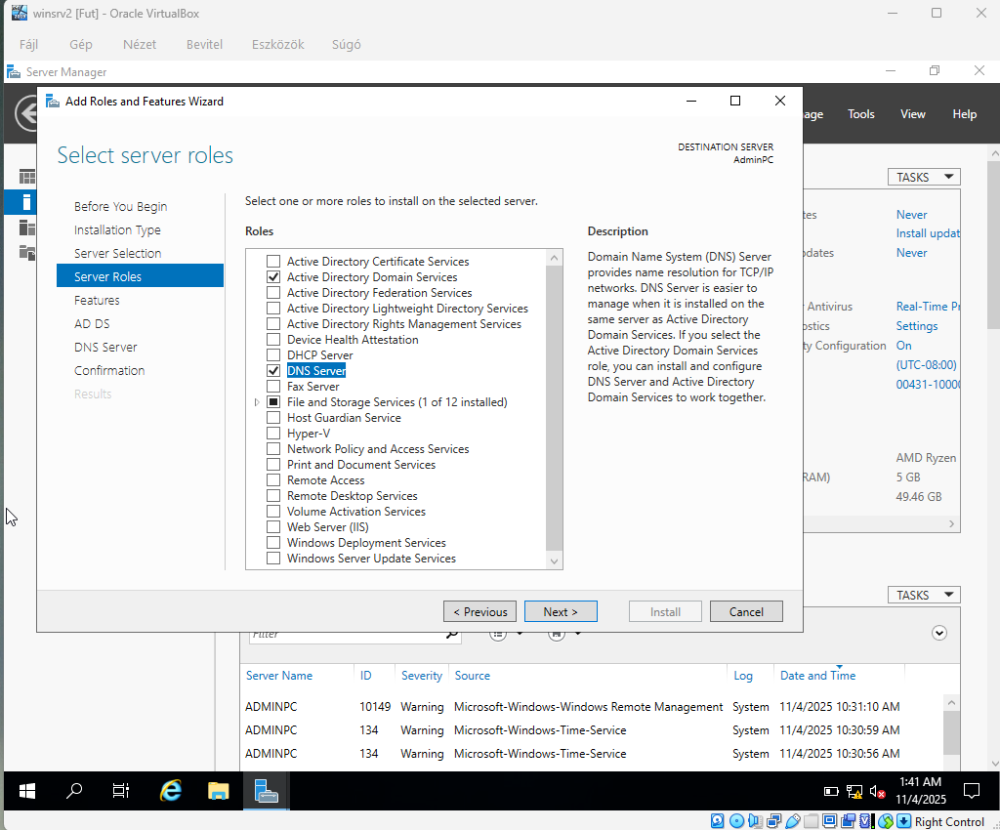 winsrv2 [Fut] - Oracle VirtualBox
Fájl Gép Nézet Bevitel Eszközök Súgó
Server Manager
Add Roles and Features Wizard
Tools View Help
Select server roles
DESTINATION SERVER
AdminPC
TASKS
Before You Begin
Installation Type
Server Selection
Server Roles
Features
AD DS
DNS Server
Confirmation
Results
Select one or more roles to install on the selected server.
Roles
Active Directory Certificate Services
Active Directory Domain Services
Active Directory Federation Services
Active Directory Lightweight Directory Services
Active Directory Rights Management Services
Device Health Attestation
DHCP Server
DNS Server
Fax Server
File and Storage Services (1 of 12 installed)
Host Guardian Service
Hyper-V
Network Policy and Access Services
Print and Document Services
Remote Access
Remote Desktop Services
Volume Activation Services
Web Server (IIS)
Windows Deployment Services
Windows Server Update Services
Description
Domain Name System (DNS) Server
provides name resolution for TCP/IP
networks. DNS Server is easier to
manage when it is installed on the
same server as Active Directory
Domain Services. If you select the
Active Directory Domain Services
role, you can install and configure
DNS Server and Active Directory
Domain Services to work together.
Never
Install updat
Never
Antivirus Real-Time Pr
Settings
Configuration On
(UTC-08:00)
00431-1000
AMD Ryzen
RAM) 5 GB
49.46 GB
< Previous Next > Install Cancel
TASKS
Filter
Server Name ID Severity Source Log Date and Time
ADMINPC 10149 Warning Microsoft-Windows-Windows Remote Management System 11/4/2025 10:31:10 AM
ADMINPC 134 Warning Microsoft-Windows-Time-Service System 11/4/2025 10:30:59 AM
ADMINPC 134 Warning Microsoft-Windows-Time-Service System 11/4/2025 10:30:56 AM
1:41 AM
11/4/2025
Right Control